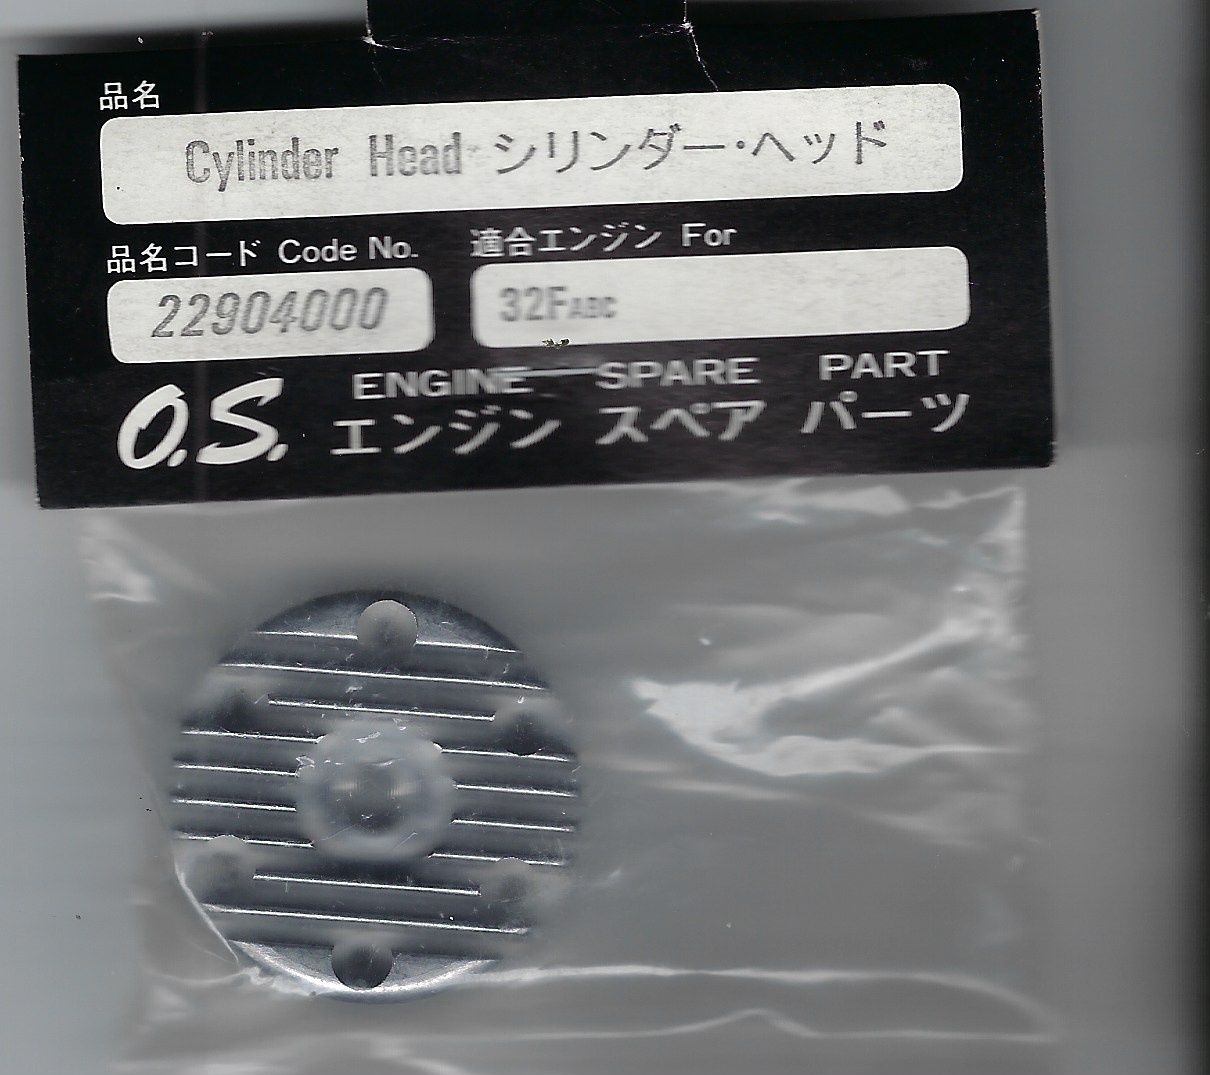 品名
Cylinder Head シリンダー・ヘッド
品名コード Code No. 適合エンジン For
22904000 32FABC
O.S. ENGINE SPARE PART
エンジン スペア パーツ